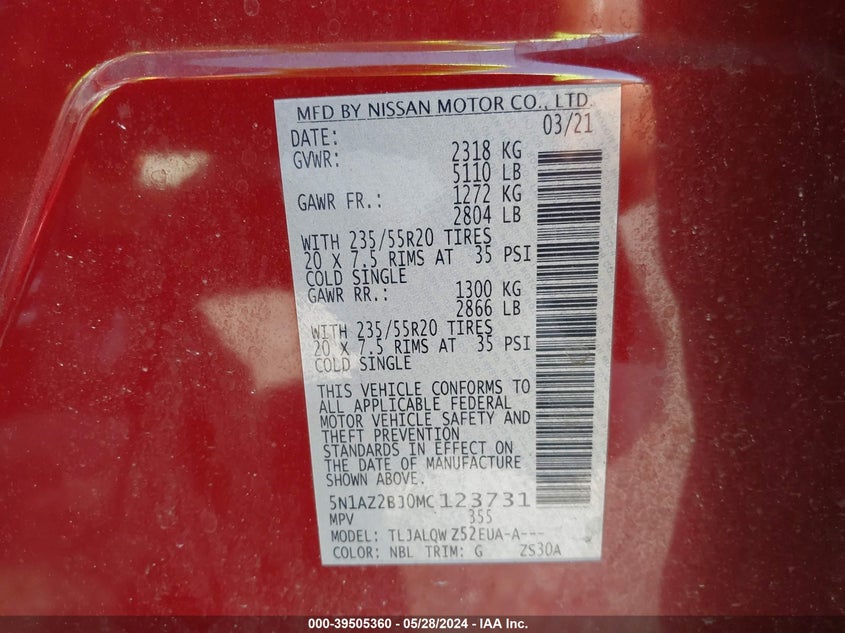 MFD BY NISSAN MOTOR CO., LTD.
DATE: 03/21
GVWR: 2318 KG
5110 LB
GAWR FR.: 1272 KG
2804 LB
WITH 235/55R20 TIRES
20 X 7.5 RIMS AT 35 PSI
COLD SINGLE
GAWR RR.: 1300 KG
2866 LB
WITH 235/55R20 TIRES
20 X 7.5 RIMS AT 35 PSI
COLD SINGLE
THIS VEHICLE CONFORMS TO
ALL APPLICABLE FEDERAL
MOTOR VEHICLE SAFETY AND
THEFT PREVENTION
STANDARDS IN EFFECT ON
THE DATE OF MANUFACTURE
SHOWN ABOVE.
5N1AZ2BJ0MC123731
MPV 355
MODEL: TLJALQWZ52EUA-A---
COLOR: NBL TRIM: G ZS30A
000-39505360 - 05/28/2024 - IAA Inc.